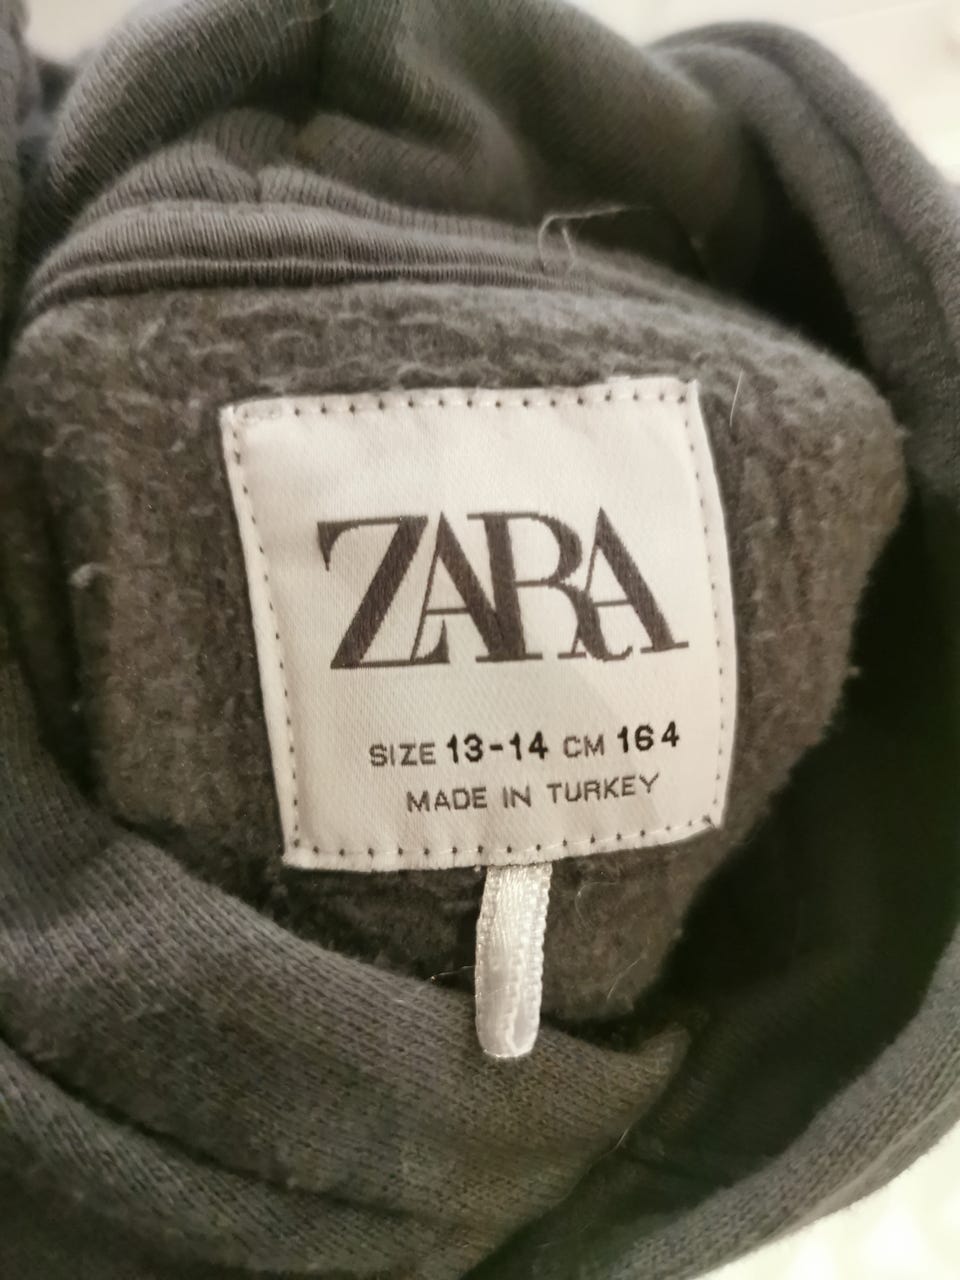 ZARA
SIZE 13-14 CM 164
MADE IN TURKEY